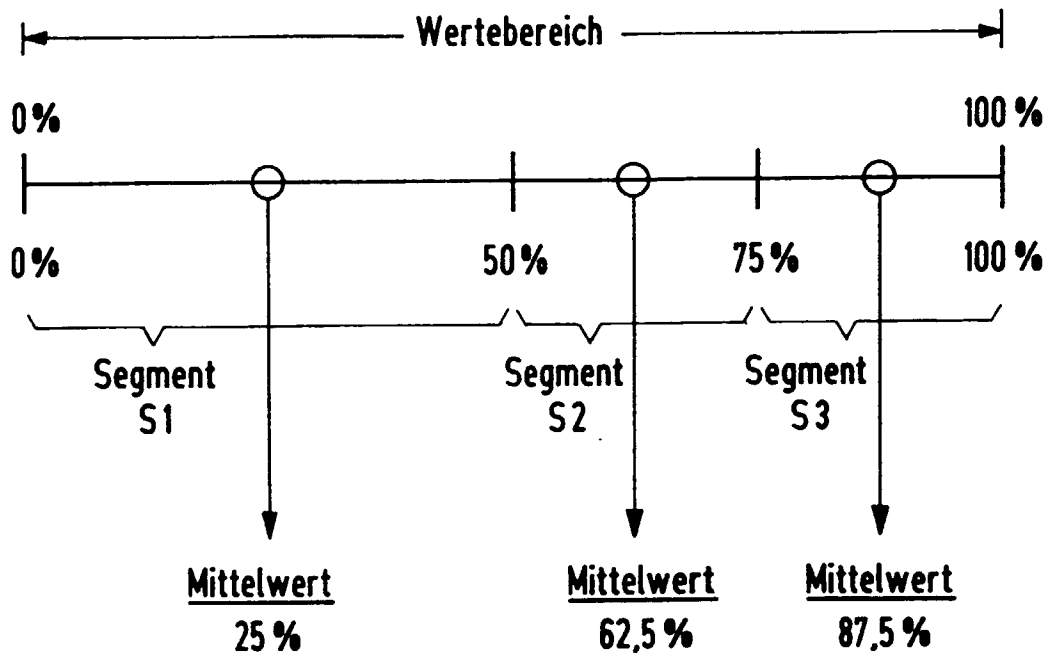 Wertebereich
0% 100%
0% 50% 75% 100%
Segment Segment Segment
S1 S2 S3
Mittelwert Mittelwert Mittelwert
25% 62,5% 87,5%